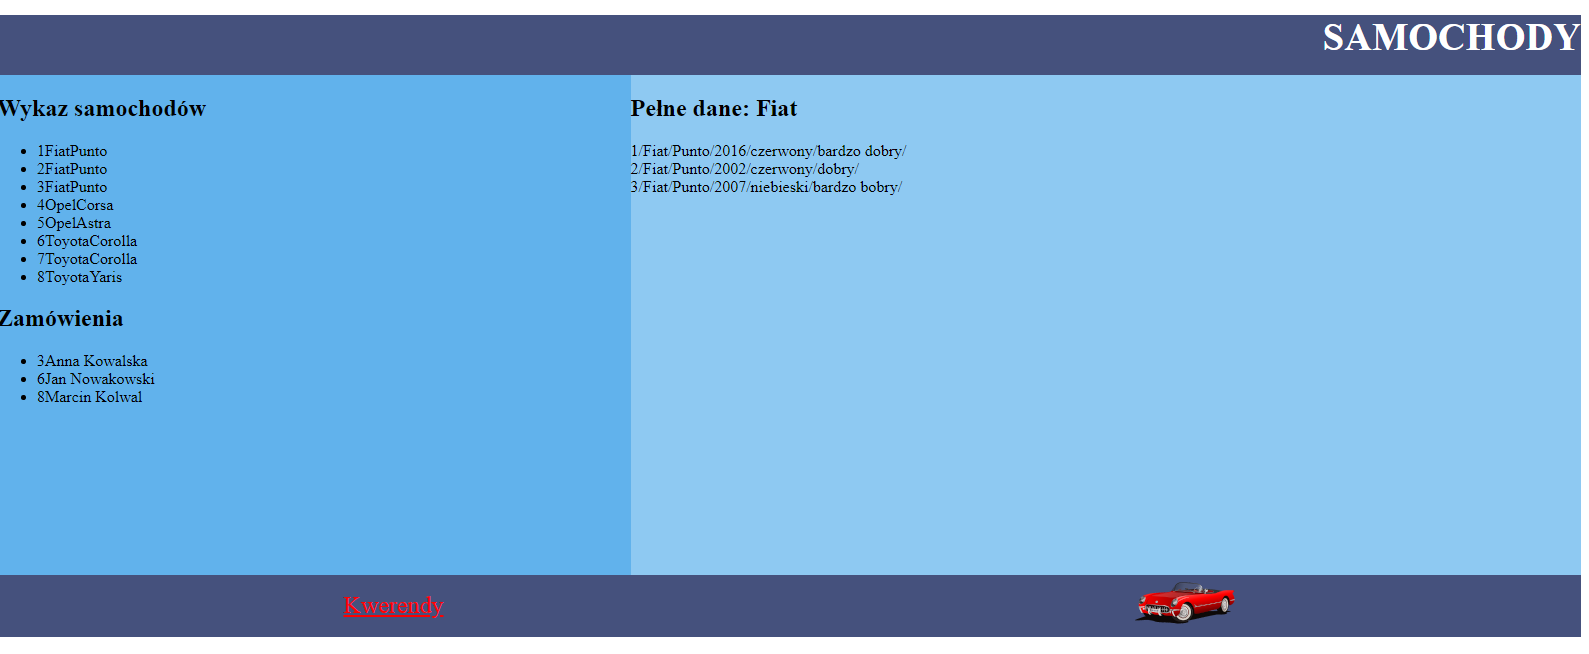 SAMOCHODY
Wykaz samochodów
1FiatPunto
2FiatPunto
3FiatPunto
4OpelCorsa
5OpelAstra
6ToyotaCorolla
7ToyotaCorolla
8ToyotaYaris
Zamówienia
3Anna Kowalska
6Jan Nowakowski
8Marcin Kolwal
Pełne dane: Fiat
1/Fiat/Punto/2016/czerwony/bardzo dobry/
2/Fiat/Punto/2002/czerwony/dobry/
3/Fiat/Punto/2007/niebieski/bardzo bobry/
Kwerendy